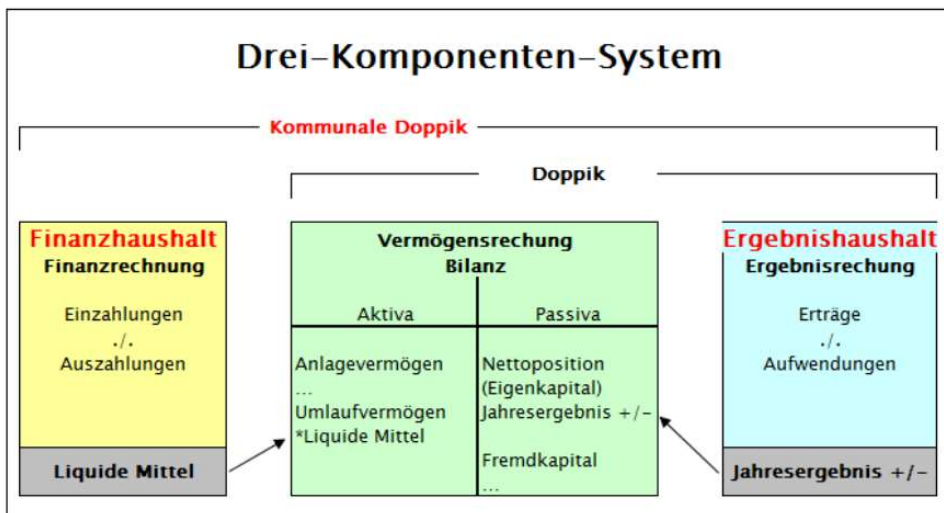 Drei-Komponenten-System
Kommunale Doppik
Doppik
Finanzhaushalt
Finanzrechnung
Einzahlungen
./.
Auszahlungen
Liquide Mittel
Vermögensrechung
Bilanz
Aktiva
Anlagevermögen
...
Umlaufvermögen
*Liquide Mittel
Passiva
Nettoposition
(Eigenkapital)
Jahresergebnis +/-
Fremdkapital
...
Ergebnishaushalt
Ergebnisrechung
Erträge
./.
Aufwendungen
Jahresergebnis +/-